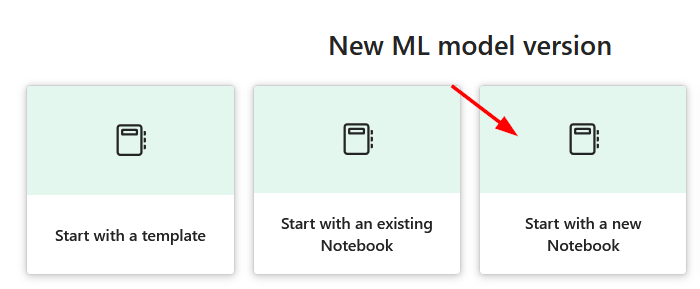 New ML model version
Start with a template
Start with an existing
Notebook
Start with a new
Notebook